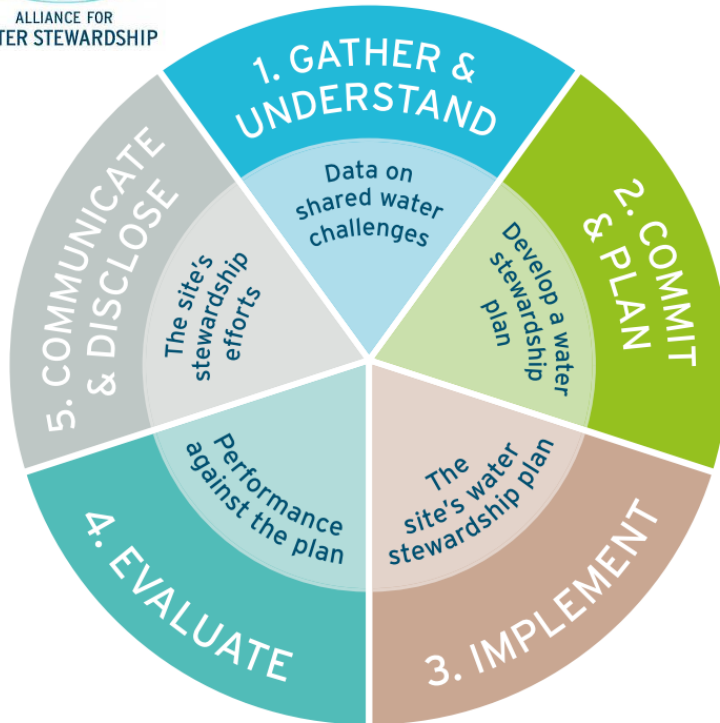 ALLIANCE FOR
TER STEWARDSHIP
1. GATHER &
UNDERSTAND
Data on
shared water
challenges
2. COMMIT
& PLAN
Develop a water
stewardship
plan
3. IMPLEMENT
The
site's water
stewardship plan
4. EVALUATE
Performance
against the plan
5. COMMUNICATE
& DISCLOSE
The site's
stewardship
efforts